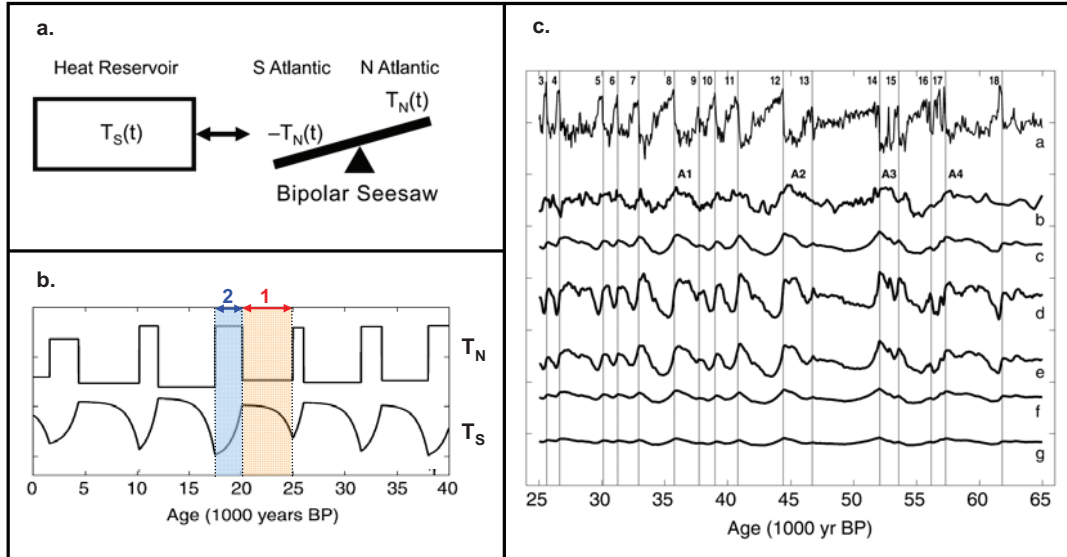 a.
Heat Reservoir
S Atlantic
N Atlantic
T_S(t)
–T_N(t)
T_N(t)
Bipolar Seesaw
b.
2
1
T_N
T_S
0 5 10 15 20 25 30 35 40
Age (1000 years BP)
c.
3 4 5 6 7 8 9 10 11 12 13 14 15 16 17 18
a
A1 A2 A3 A4
b
c
d
e
f
g
25 30 35 40 45 50 55 60 65
Age (1000 yr BP)